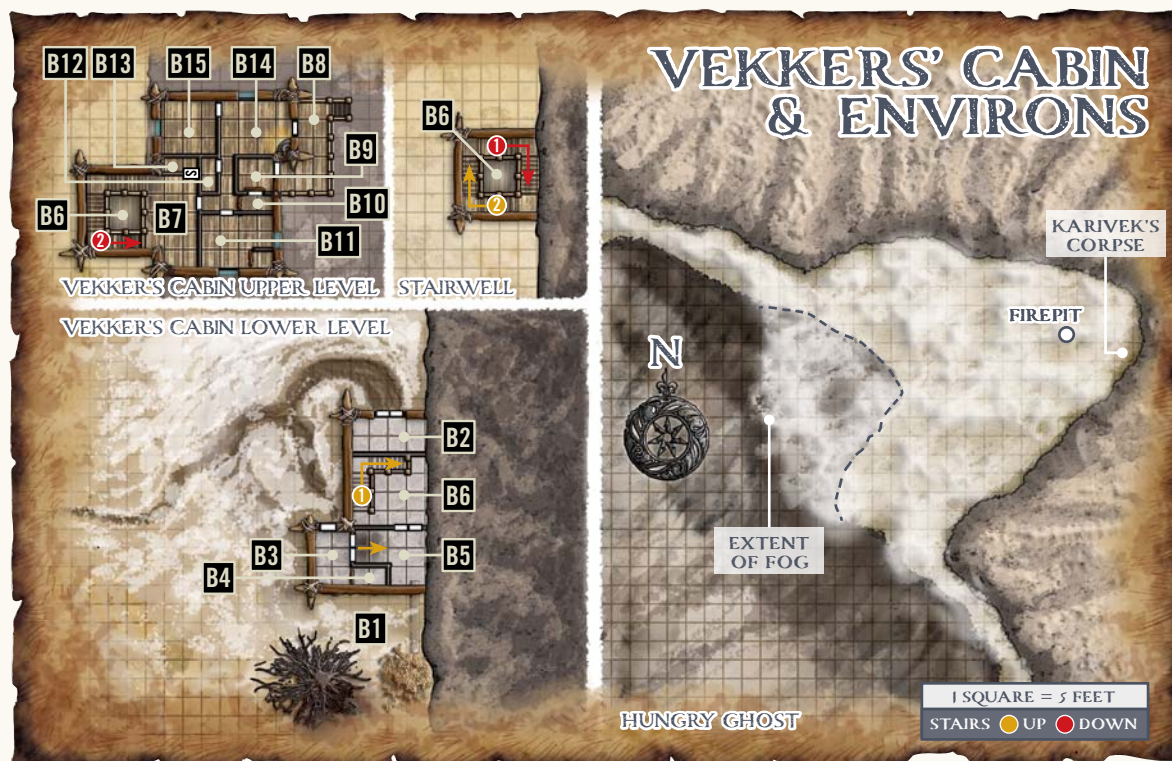 VEKKERS' CABIN
& ENVIRONS
B12 B13 B15 B14 B8
B9
B6 B7 B10
B11
2
S
VEKKER'S CABIN UPPER LEVEL
B6
1
2
STAIRWELL
VEKKER'S CABIN LOWER LEVEL
B2
1
B6
B3 B5
B4
B1
KARIVEK'S
CORPSE
FIREPIT
N
EXTENT
OF FOG
HUNGRY GHOST
1 SQUARE = 5 FEET
STAIRS UP DOWN